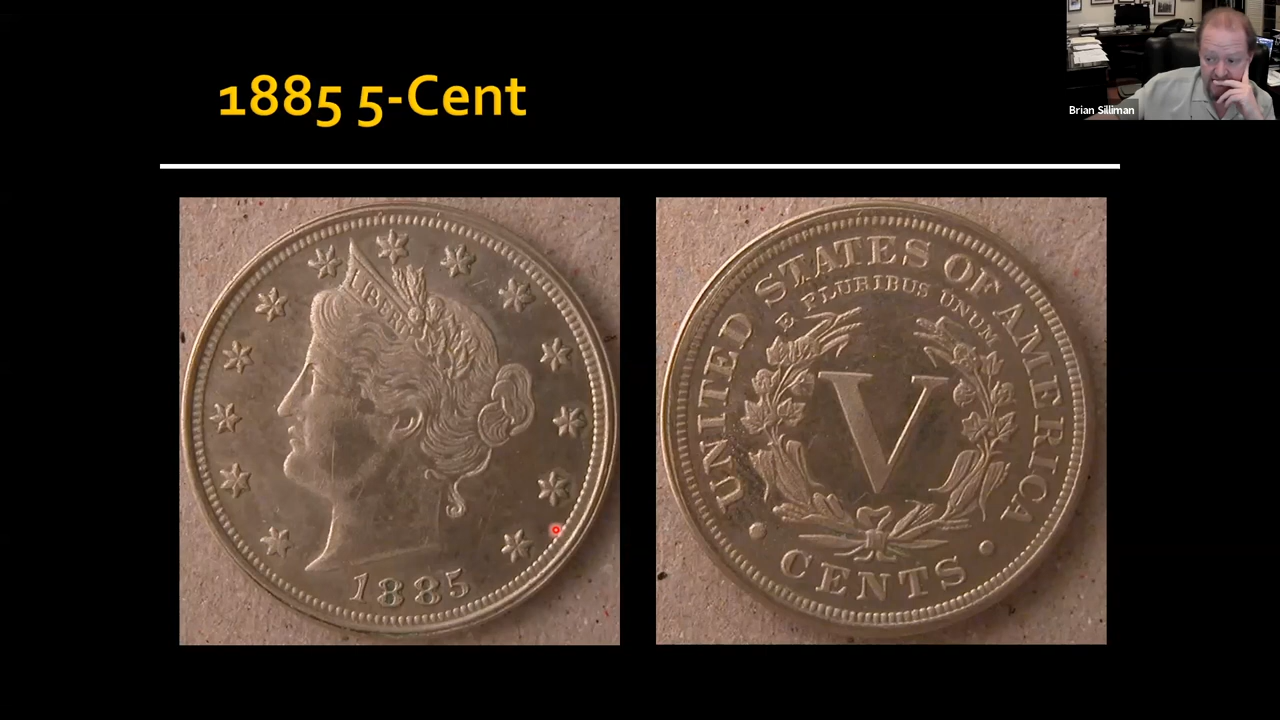 1885 5-Cent
Brian Silliman
LIBERTY
1885
UNITED STATES OF AMERICA
E PLURIBUS UNUM
V
CENTS